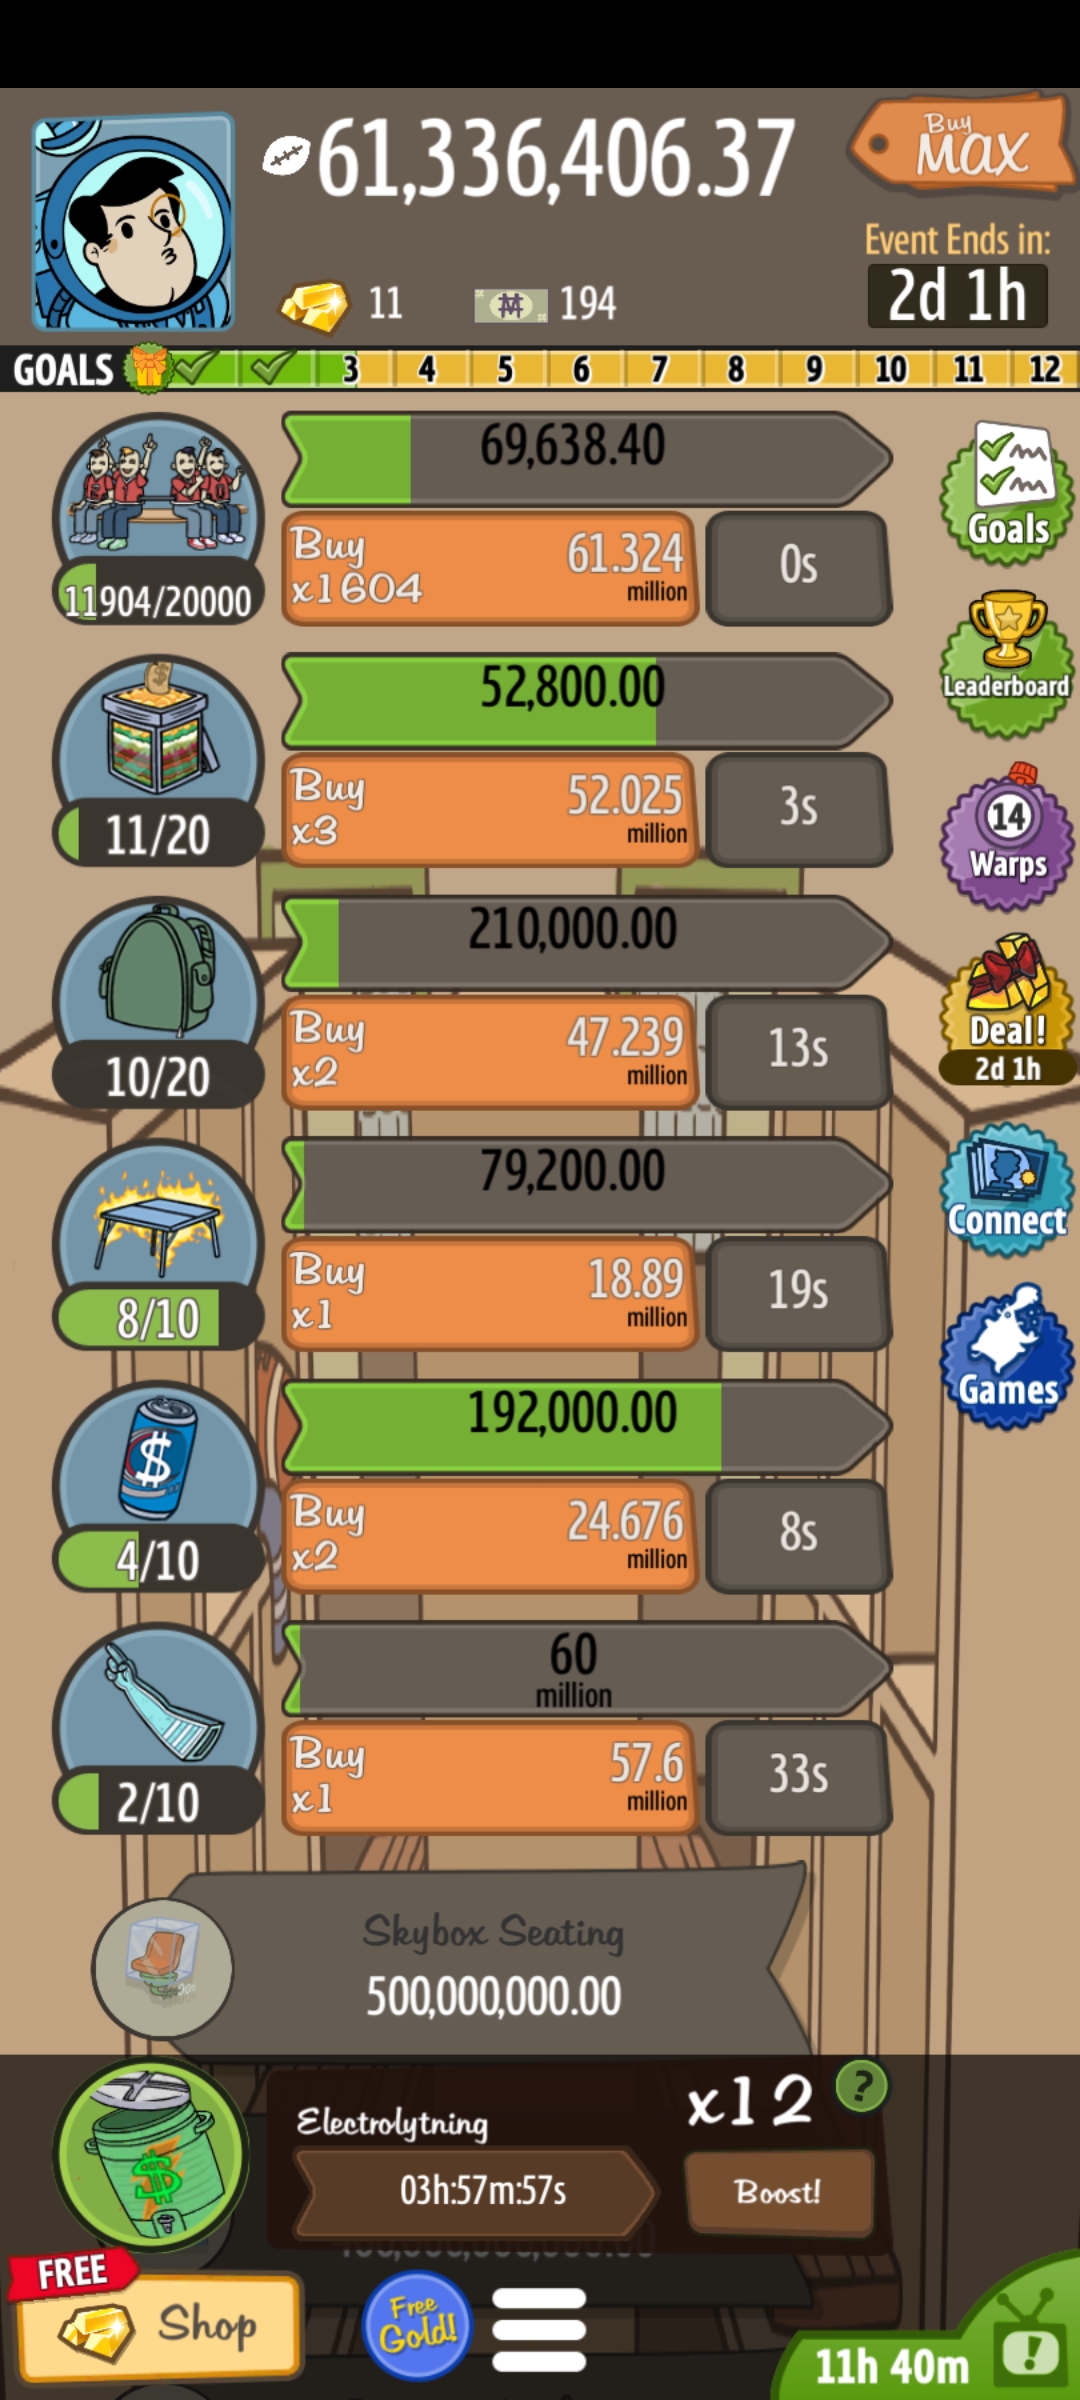 61,336,406.37
Buy
MAX
Event Ends in:
2d 1h
11
194
GOALS 3 4 5 6 7 8 9 10 11 12
69,638.40
Buy
x1604
61.324
million
0s
11904/20000
Goals
52,800.00
Buy
x3
52.025
million
3s
11/20
Leaderboard
14
Warps
210,000.00
Buy
x2
47.239
million
13s
10/20
Deal!
2d 1h
79,200.00
Buy
x1
18.89
million
19s
8/10
Connect
192,000.00
Buy
x2
24.676
million
8s
4/10
Games
60
million
Buy
x1
57.6
million
33s
2/10
Skybox Seating
500,000,000.00
Electrolytning
x12
?
03h:57m:57s
Boost!
FREE
Shop
Free
Gold!
11h 40m
!